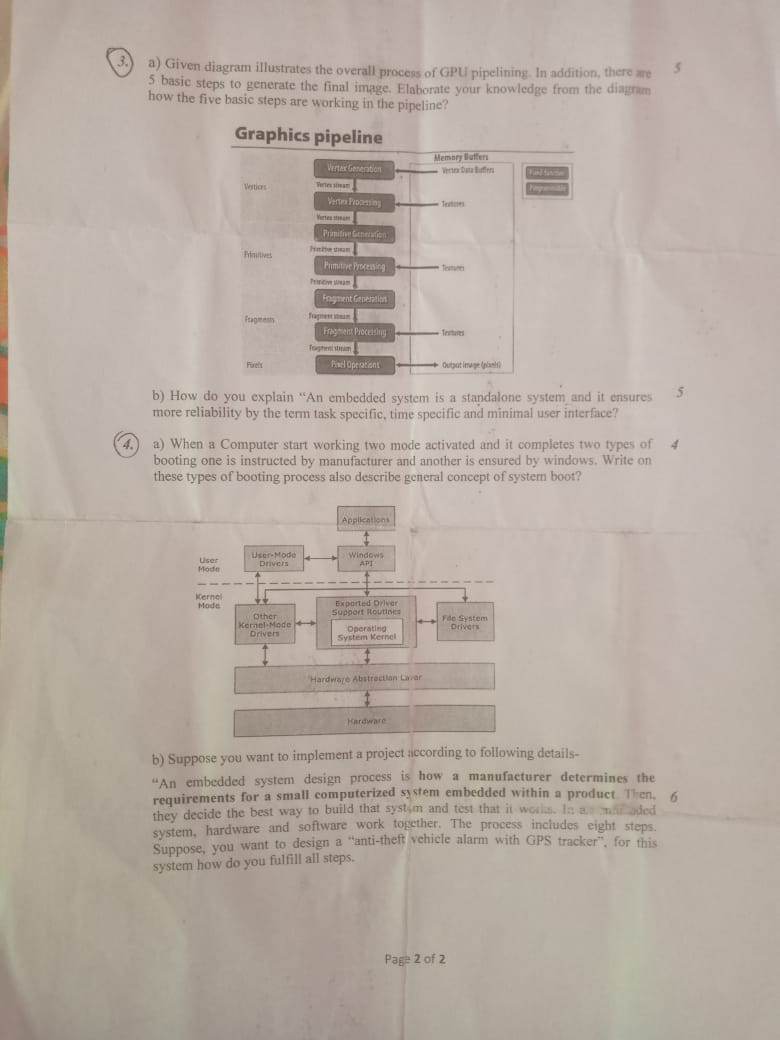 3. a) Given diagram illustrates the overall process of GPU pipelining. In addition, there are 5
5 basic steps to generate the final image. Elaborate your knowledge from the diagram
how the five basic steps are working in the pipeline?
Graphics pipeline
Memory Buffers
Vertex Generation
Vertex Data Buffers
Fixed-function
Vertices
Vertex stream
Programmable
Vertex Processing
Textures
Vertex stream
Primitive Generation
Primitives
Primitive stream
Primitive Processing
Textures
Primitive stream
Fragment Generation
Fragments
Fragment stream
Fragment Processing
Textures
Fragment stream
Pixels
Pixel Operations
Output image (pixels)
b) How do you explain "An embedded system is a standalone system and it ensures 5
more reliability by the term task specific, time specific and minimal user interface?
4. a) When a Computer start working two mode activated and it completes two types of 4
booting one is instructed by manufacturer and another is ensured by windows. Write on
these types of booting process also describe general concept of system boot?
Applications
User
Mode
User-Mode
Drivers
Windows
API
Kernel
Mode
Other
Kernel-Mode
Drivers
Exported Driver
Support Routines
Operating
System Kernel
File System
Drivers
Hardware Abstraction Layer
Hardware
b) Suppose you want to implement a project according to following details-
"An embedded system design process is how a manufacturer determines the
requirements for a small computerized system embedded within a product. Then, 6
they decide the best way to build that system and test that it works. In an embedded
system, hardware and software work together. The process includes eight steps.
Suppose, you want to design a "anti-theft vehicle alarm with GPS tracker", for this
system how do you fulfill all steps.
Page 2 of 2